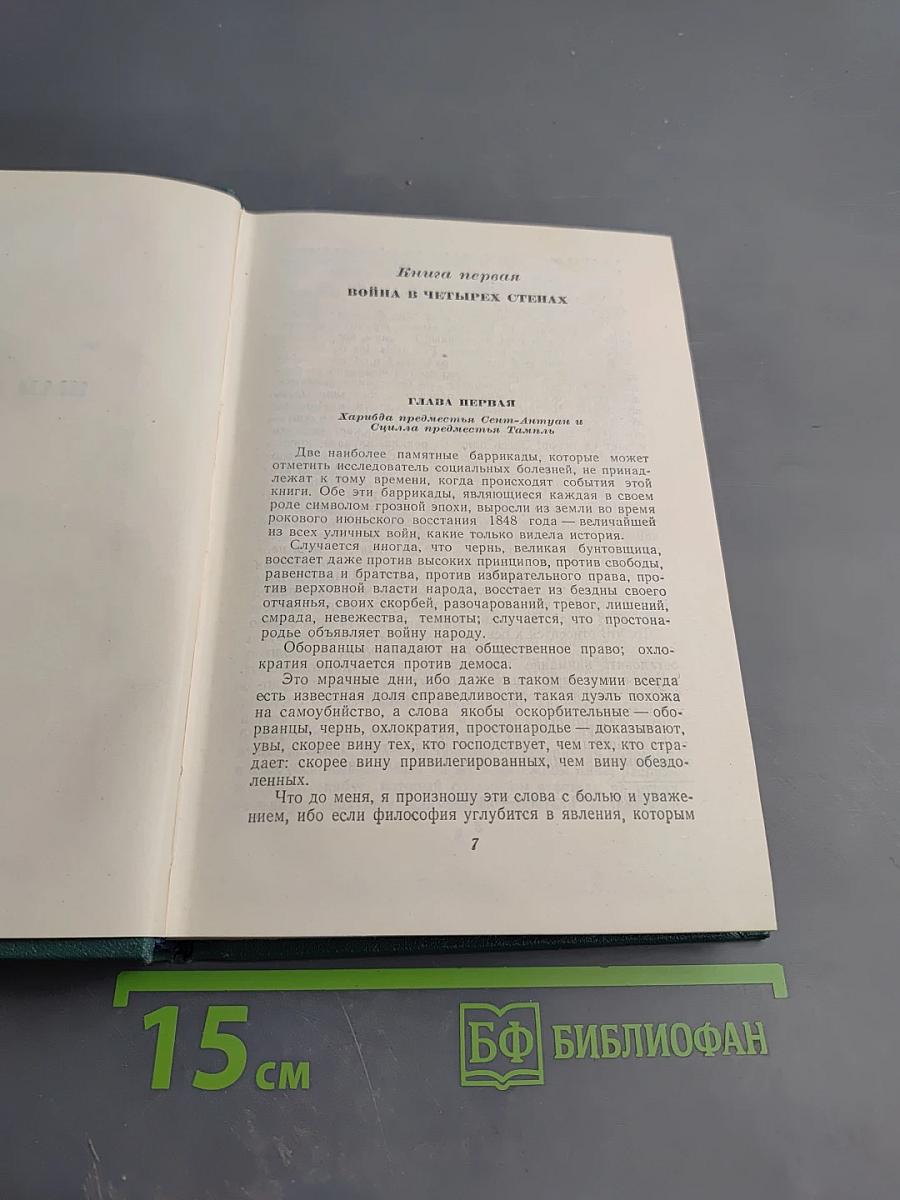 Книга первая
ВОЙНА В ЧЕТЫРЕХ СТЕНАХ
ГЛАВА ПЕРВАЯ
Харибда предместья Сент-Антуан и
Сцилла предместья Тампль
Две наиболее памятные баррикады, которые может
отметить исследователь социальных болезней, не принад-
лежат к тому времени, когда происходят события этой
книги. Обе эти баррикады, являющиеся каждая в своем
роде символом грозной эпохи, выросли из земли во время
рокового июньского восстания 1848 года — величайшей
из всех уличных войн, какие только видела история.
Случается иногда, что чернь, великая бунтовщица,
восстает даже против высоких принципов, против свободы,
равенства и братства, против избирательного права, про-
тив верховной власти народа, восстает из бездны своего
отчаянья, своих скорбей, разочарований, тревог, лишений,
смрада, невежества, темноты; случается, что простона-
родье объявляет войну народу.
Оборванцы нападают на общественное право; охло-
кратия ополчается против демоса.
Это мрачные дни, ибо даже в таком безумии всегда
есть известная доля справедливости, такая дуэль похожа
на самоубийство, а слова якобы оскорбительные — обо-
рванцы, чернь, охлократия, простонародье — доказывают,
увы, скорее вину тех, кто господствует, чем тех, кто стра-
дает: скорее вину привилегированных, чем вину обездо-
ленных.
Что до меня, я произношу эти слова с болью и уваже-
нием, ибо если философия углубится в явления, которым
7
15 см
БФ БИБЛИОФАН